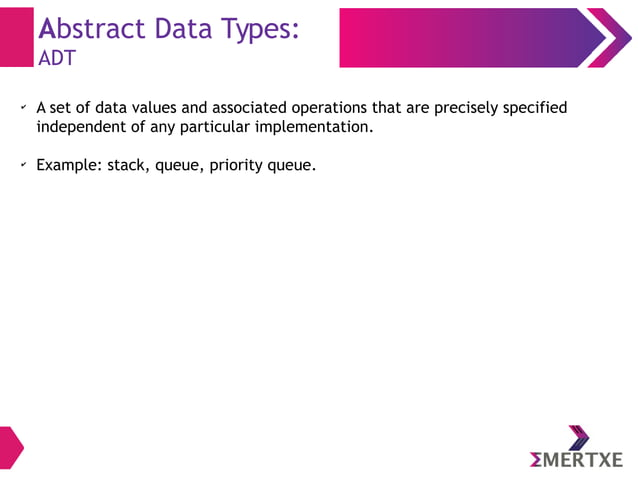 Abstract Data Types:
ADT
✔ A set of data values and associated operations that are precisely specified
independent of any particular implementation.
✔ Example: stack, queue, priority queue.
EMERTXE